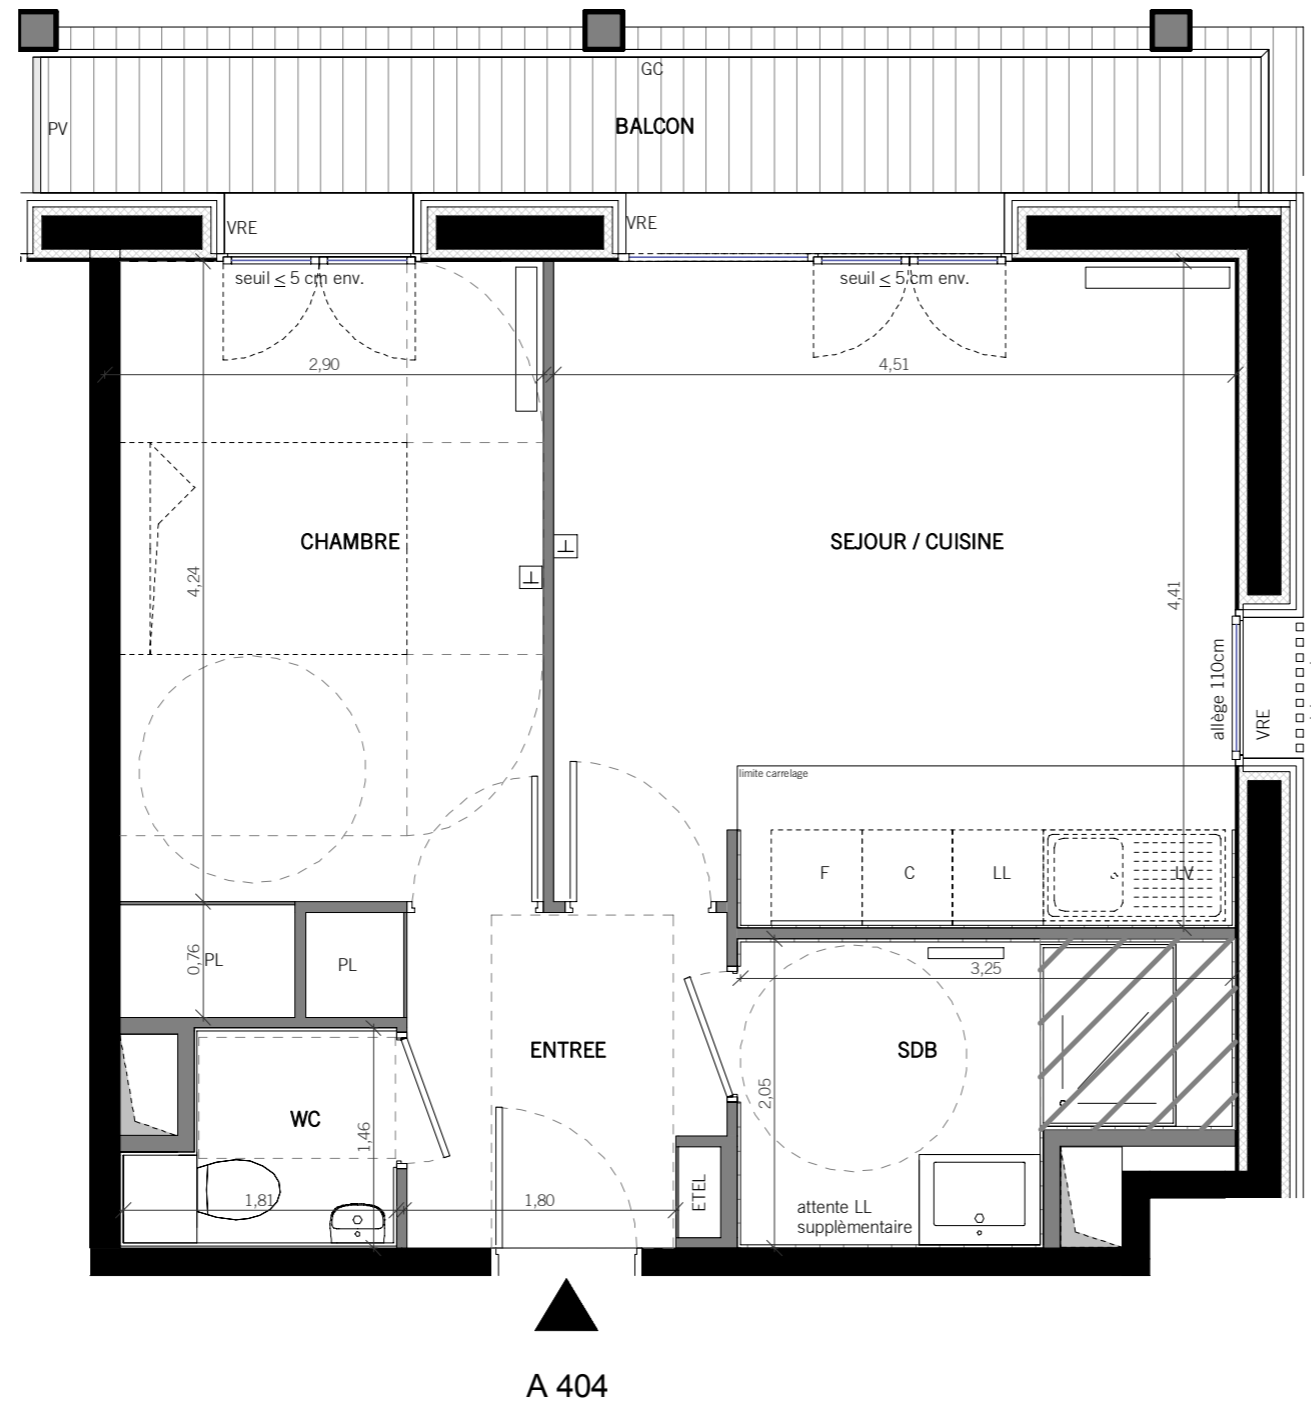 GC
PV
BALCON
VRE
VRE
seuil ≤ 5 cm env.
seuil ≤ 5 cm env.
2,90
4,51
CHAMBRE
SEJOUR / CUISINE
4,24
4,41
allège 110cm
VRE
limite carrelage
F
C
LL
LV
0,76
PL
PL
3,25
ENTREE
SDB
2,05
WC
1,46
1,81
1,80
ETEL
attente LL
supplèmentaire
A 404